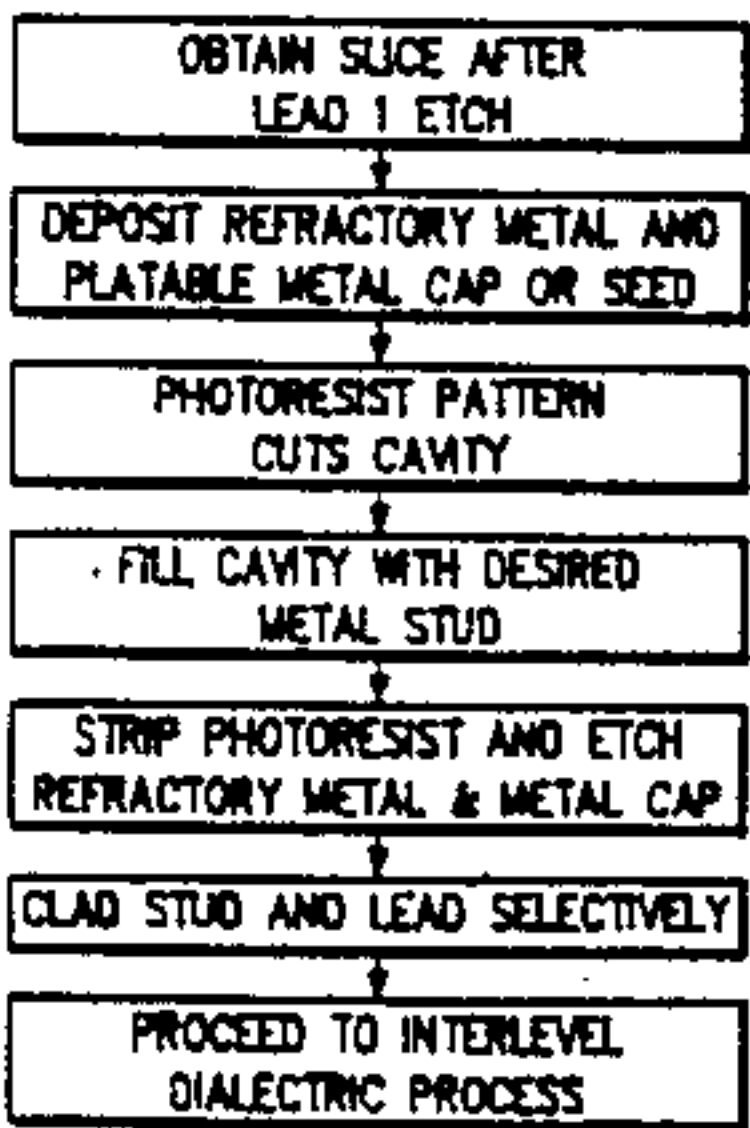 OBTAIN SLICE AFTER
LEAD 1 ETCH
DEPOSIT REFRACTORY METAL AND
PLATABLE METAL CAP OR SEED
PHOTORESIST PATTERN
CUTS CAVITY
FILL CAVITY WITH DESIRED
METAL STUD
STRIP PHOTORESIST AND ETCH
REFRACTORY METAL & METAL CAP
CLAD STUD AND LEAD SELECTIVELY
PROCEED TO INTERLEVEL
DIALECTRIC PROCESS